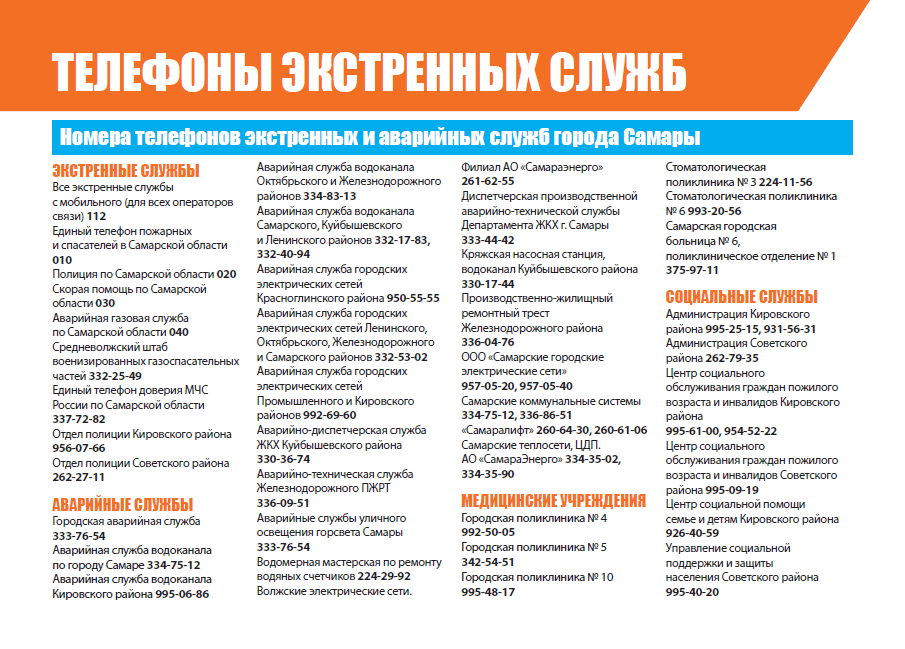 ТЕЛЕФОНЫ ЭКСТРЕННЫХ СЛУЖБ
Номера телефонов экстренных и аварийных служб города Самары
ЭКСТРЕННЫЕ СЛУЖБЫ
Все экстренные службы
с мобильного (для всех операторов
связи) 112
Единый телефон пожарных
и спасателей в Самарской области
010
Полиция по Самарской области 020
Скорая помощь по Самарской
области 030
Аварийная газовая служба
по Самарской области 040
Средневолжский штаб
военизированных газоспасательных
частей 332-25-49
Единый телефон доверия МЧС
России по Самарской области
337-72-82
Отдел полиции Кировского района
956-07-66
Отдел полиции Советского района
262-27-11
АВАРИЙНЫЕ СЛУЖБЫ
Городская аварийная служба
333-76-54
Аварийная служба водоканала
по городу Самаре 334-75-12
Аварийная служба водоканала
Кировского района 995-06-86
Аварийная служба водоканала
Октябрьского и Железнодорожного
районов 334-83-13
Аварийная служба водоканала
Самарского, Куйбышевского
и Ленинского районов 332-17-83,
332-40-94
Аварийная служба городских
электрических сетей
Красноглинского района 950-55-55
Аварийная служба городских
электрических сетей Ленинского,
Октябрьского, Железнодорожного
и Самарского районов 332-53-02
Аварийная служба городских
электрических сетей
Промышленного и Кировского
районов 992-69-60
Аварийно-диспетчерская служба
ЖКХ Куйбышевского района
330-36-74
Аварийно-техническая служба
Железнодорожного ПЖРТ
336-09-51
Аварийные службы уличного
освещения горсвета Самары
333-76-54
Водомерная мастерская по ремонту
водяных счетчиков 224-29-92
Волжские электрические сети.
Филиал АО «Самараэнерго»
261-62-55
Диспетчерская производственной
аварийно-технической службы
Департамента ЖКХ г. Самары
333-44-42
Кряжская насосная станция,
водоканал Куйбышевского района
330-17-44
Производственно-жилищный
ремонтный трест
Железнодорожного района
336-04-76
ООО «Самарские городские
электрические сети»
957-05-20, 957-05-40
Самарские коммунальные системы
334-75-12, 336-86-51
«Самаралифт» 260-64-30, 260-61-06
Самарские теплосети, ЦДП.
АО «СамараЭнерго» 334-35-02,
334-35-90
МЕДИЦИНСКИЕ УЧРЕЖДЕНИЯ
Городская поликлиника № 4
992-50-05
Городская поликлиника № 5
342-54-51
Городская поликлиника № 10
995-48-17
Стоматологическая
поликлиника № 3 224-11-56
Стоматологическая поликлиника
№ 6 993-20-56
Самарская городская
больница № 6,
поликлиническое отделение № 1
375-97-11
СОЦИАЛЬНЫЕ СЛУЖБЫ
Администрация Кировского
района 995-25-15, 931-56-31
Администрация Советского
района 262-79-35
Центр социального
обслуживания граждан пожилого
возраста и инвалидов Кировского
района
995-61-00, 954-52-22
Центр социального
обслуживания граждан пожилого
возраста и инвалидов Советского
района 995-09-19
Центр социальной помощи
семье и детям Кировского района
926-40-59
Управление социальной
поддержки и защиты
населения Советского района
995-40-20